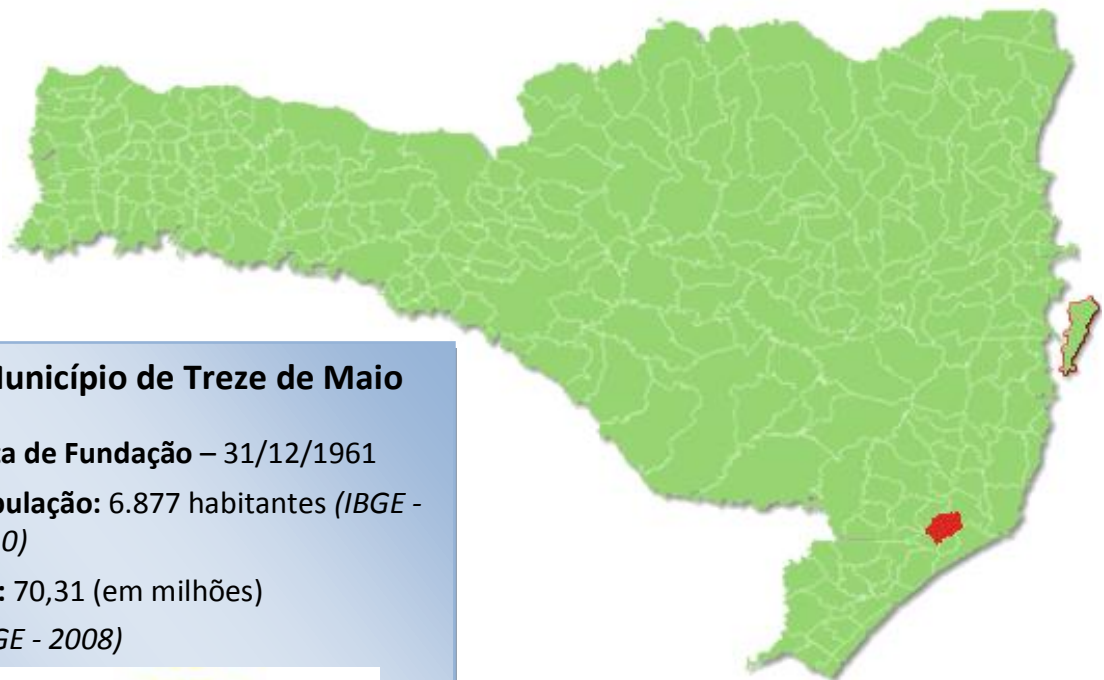 unicípio de Treze de Maio
a de Fundação – 31/12/1961
pulação: 6.877 habitantes (IBGE -
0)
: 70,31 (em milhões)
GE - 2008)